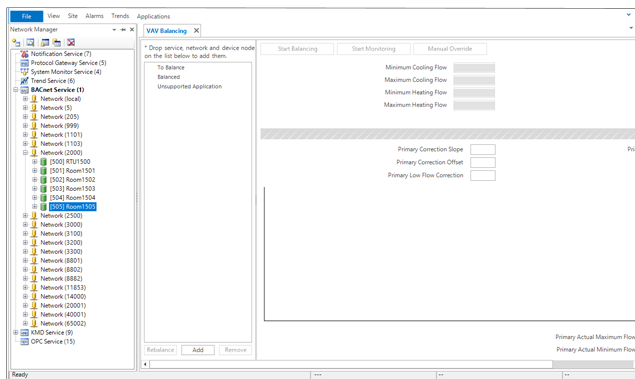 File View Site Alarms Trends Applications
Network Manager
VAV Balancing
Notification Service (7)
Protocol Gateway Service (5)
System Monitor Service (4)
Trend Service (6)
BACnet Service (1)
Network (local)
Network (5)
Network (205)
Network (999)
Network (1101)
Network (1103)
Network (2000)
[500] RTU1500
[501] Room1501
[502] Room1502
[503] Room1503
[504] Room1504
[505] Room1505
Network (2500)
Network (3000)
Network (3100)
Network (3200)
Network (3300)
Network (8801)
Network (8802)
Network (8882)
Network (11853)
Network (14000)
Network (20001)
Network (40001)
Network (65002)
KMD Service (9)
OPC Service (15)
* Drop service, network and device node
on the list below to add them.
To Balance
Balanced
Unsupported Application
Rebalance Add Remove
Start Balancing Start Monitoring Manual Override
Minimum Cooling Flow
Maximum Cooling Flow
Minimum Heating Flow
Maximum Heating Flow
Primary Correction Slope Pri
Primary Correction Offset
Primary Low Flow Correction
Primary Actual Maximum Flow
Primary Actual Minimum Flow
Ready --- -- --